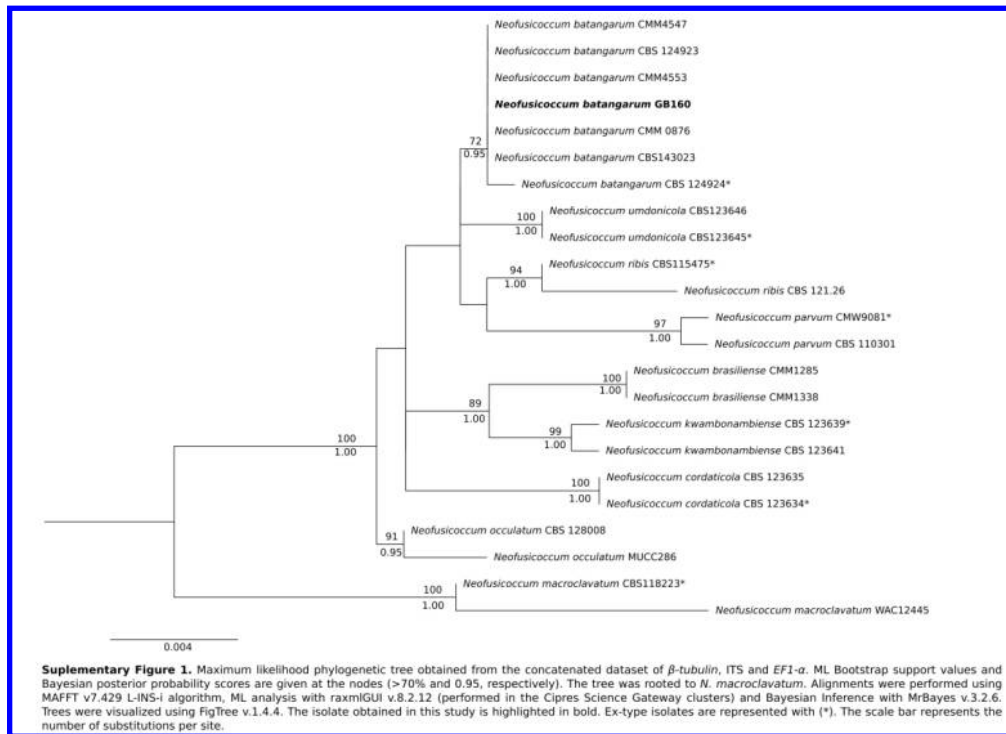 Neofusicoccum batangarum CMM4547
Neofusicoccum batangarum CBS 124923
Neofusicoccum batangarum CMM4553
Neofusicoccum batangarum GB160
Neofusicoccum batangarum CMM 0876
72
0.95
Neofusicoccum batangarum CBS143023
Neofusicoccum batangarum CBS 124924*
Neofusicoccum umdonicola CBS123646
100
1.00
Neofusicoccum umdonicola CBS123645*
Neofusicoccum ribis CBS115475*
94
1.00
Neofusicoccum ribis CBS 121.26
Neofusicoccum parvum CMW9081*
97
1.00
Neofusicoccum parvum CBS 110301
Neofusicoccum brasiliense CMM1285
100
1.00
Neofusicoccum brasiliense CMM1338
89
1.00
Neofusicoccum kwambonambiense CBS 123639*
99
1.00
Neofusicoccum kwambonambiense CBS 123641
100
1.00
Neofusicoccum cordaticola CBS 123635
100
1.00
Neofusicoccum cordaticola CBS 123634*
Neofusicoccum occulatum CBS 128008
91
0.95
Neofusicoccum occulatum MUCC286
Neofusicoccum macroclavatum CBS118223*
100
1.00
Neofusicoccum macroclavatum WAC12445
0.004
Suplementary Figure 1. Maximum likelihood phylogenetic tree obtained from the concatenated dataset of β-tubulin, ITS and EF1-α. ML Bootstrap support values and
Bayesian posterior probability scores are given at the nodes (>70% and 0.95, respectively). The tree was rooted to N. macroclavatum. Alignments were performed using
MAFFT v7.429 L-INS-i algorithm, ML analysis with raxmlGUI v.8.2.12 (performed in the Cipres Science Gateway clusters) and Bayesian Inference with MrBayes v.3.2.6.
Trees were visualized using FigTree v.1.4.4. The isolate obtained in this study is highlighted in bold. Ex-type isolates are represented with (*). The scale bar represents the
number of substitutions per site.